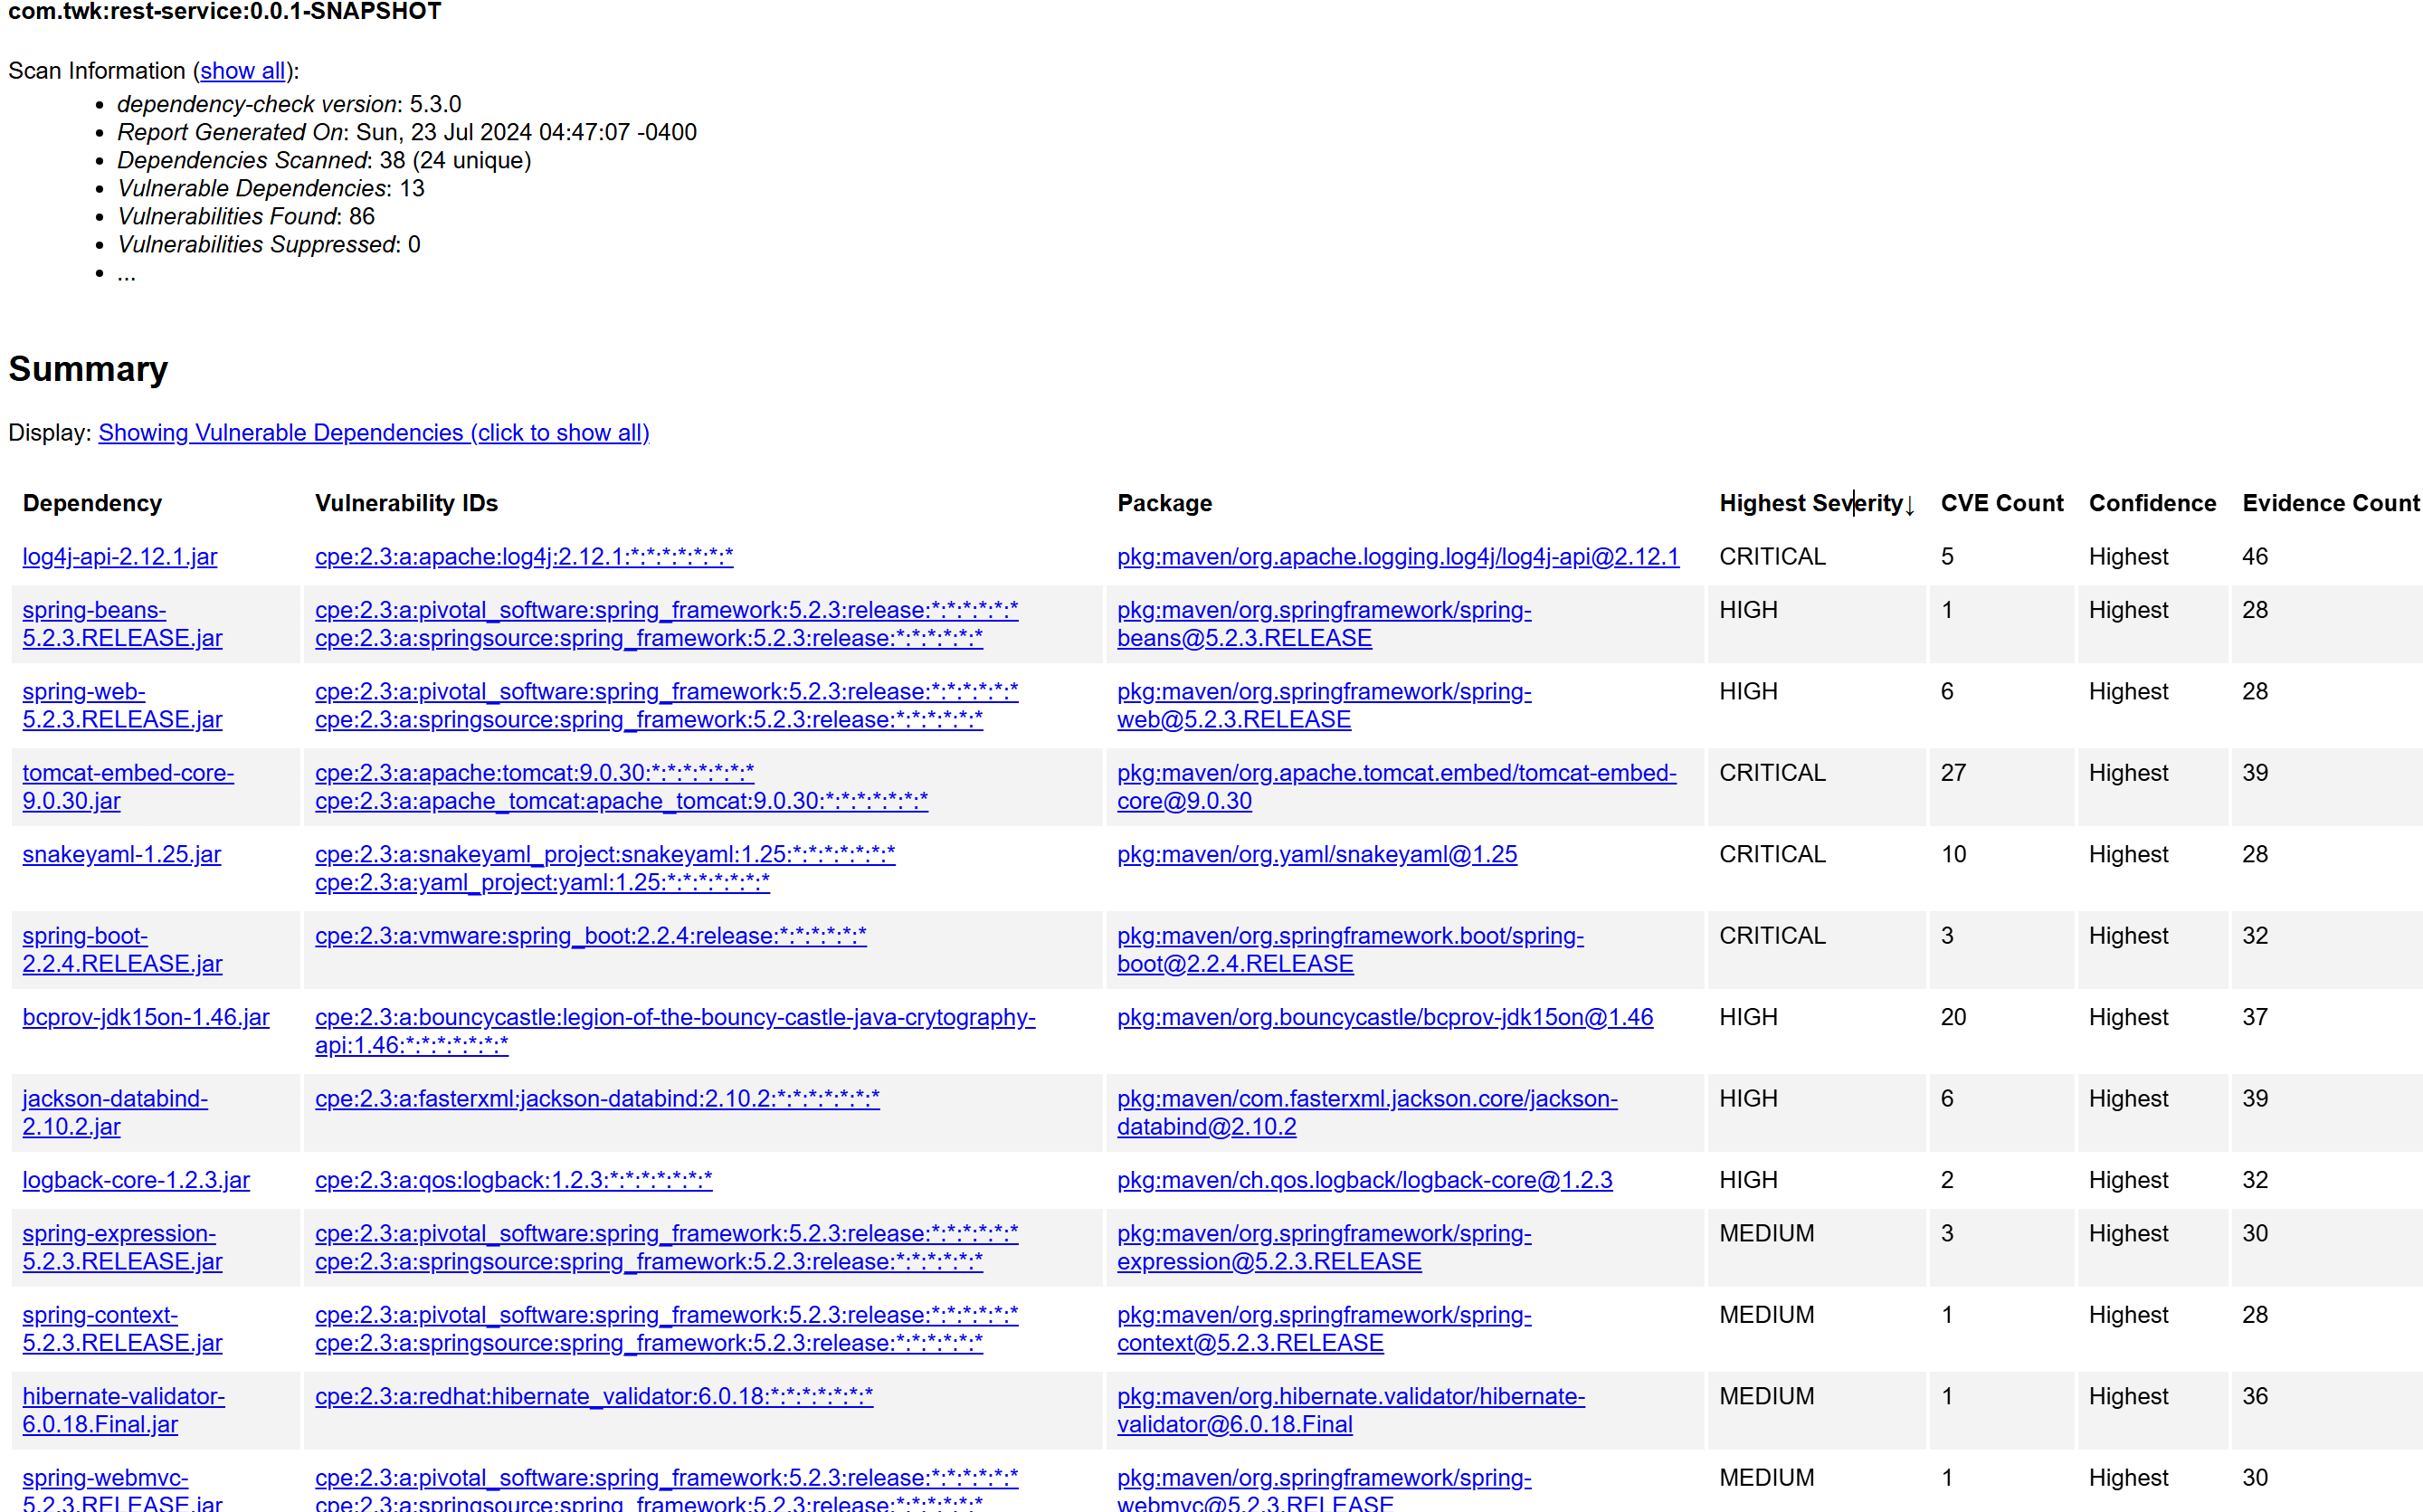 com.twk:rest-service:0.0.1-SNAPSHOT
Scan Information (show all):
• dependency-check version: 5.3.0
• Report Generated On: Sun, 23 Jul 2024 04:47:07 -0400
• Dependencies Scanned: 38 (24 unique)
• Vulnerable Dependencies: 13
• Vulnerabilities Found: 86
• Vulnerabilities Suppressed: 0
• ...
Summary
Display: Showing Vulnerable Dependencies (click to show all)
Dependency Vulnerability IDs Package Highest Severity↓ CVE Count Confidence Evidence Count
log4j-api-2.12.1.jar cpe:2.3:a:apache:log4j:2.12.1:*:*:*:*:*:*:* pkg:maven/org.apache.logging.log4j/log4j-api@2.12.1 CRITICAL 5 Highest 46
spring-beans- cpe:2.3:a:pivotal_software:spring_framework:5.2.3:release:*:*:*:*:*:* pkg:maven/org.springframework/spring- HIGH 1 Highest 28
5.2.3.RELEASE.jar cpe:2.3:a:springsource:spring_framework:5.2.3:release:*:*:*:*:*:* beans@5.2.3.RELEASE
spring-web- cpe:2.3:a:pivotal_software:spring_framework:5.2.3:release:*:*:*:*:*:* pkg:maven/org.springframework/spring- HIGH 6 Highest 28
5.2.3.RELEASE.jar cpe:2.3:a:springsource:spring_framework:5.2.3:release:*:*:*:*:*:* web@5.2.3.RELEASE
tomcat-embed-core- cpe:2.3:a:apache:tomcat:9.0.30:*:*:*:*:*:*:* pkg:maven/org.apache.tomcat.embed/tomcat-embed- CRITICAL 27 Highest 39
9.0.30.jar cpe:2.3:a:apache_tomcat:apache_tomcat:9.0.30:*:*:*:*:*:*:* core@9.0.30
snakeyaml-1.25.jar cpe:2.3:a:snakeyaml_project:snakeyaml:1.25:*:*:*:*:*:*:* pkg:maven/org.yaml/snakeyaml@1.25 CRITICAL 10 Highest 28
cpe:2.3:a:yaml_project:yaml:1.25:*:*:*:*:*:*:*
spring-boot- cpe:2.3:a:vmware:spring_boot:2.2.4:release:*:*:*:*:*:* pkg:maven/org.springframework.boot/spring- CRITICAL 3 Highest 32
2.2.4.RELEASE.jar boot@2.2.4.RELEASE
bcprov-jdk15on-1.46.jar cpe:2.3:a:bouncycastle:legion-of-the-bouncy-castle-java-crytography- pkg:maven/org.bouncycastle/bcprov-jdk15on@1.46 HIGH 20 Highest 37
api:1.46:*:*:*:*:*:*:*
jackson-databind- cpe:2.3:a:fasterxml:jackson-databind:2.10.2:*:*:*:*:*:*:* pkg:maven/com.fasterxml.jackson.core/jackson- HIGH 6 Highest 39
2.10.2.jar databind@2.10.2
logback-core-1.2.3.jar cpe:2.3:a:qos:logback:1.2.3:*:*:*:*:*:*:* pkg:maven/ch.qos.logback/logback-core@1.2.3 HIGH 2 Highest 32
spring-expression- cpe:2.3:a:pivotal_software:spring_framework:5.2.3:release:*:*:*:*:*:* pkg:maven/org.springframework/spring- MEDIUM 3 Highest 30
5.2.3.RELEASE.jar cpe:2.3:a:springsource:spring_framework:5.2.3:release:*:*:*:*:*:* expression@5.2.3.RELEASE
spring-context- cpe:2.3:a:pivotal_software:spring_framework:5.2.3:release:*:*:*:*:*:* pkg:maven/org.springframework/spring- MEDIUM 1 Highest 28
5.2.3.RELEASE.jar cpe:2.3:a:springsource:spring_framework:5.2.3:release:*:*:*:*:*:* context@5.2.3.RELEASE
hibernate-validator- cpe:2.3:a:redhat:hibernate_validator:6.0.18:*:*:*:*:*:*:* pkg:maven/org.hibernate.validator/hibernate- MEDIUM 1 Highest 36
6.0.18.Final.jar validator@6.0.18.Final
spring-webmvc- cpe:2.3:a:pivotal_software:spring_framework:5.2.3:release:*:*:*:*:*:* pkg:maven/org.springframework/spring- MEDIUM 1 Highest 30
5.2.3.RELEASE.jar cpe:2.3:a:springsource:spring_framework:5.2.3:release:*:*:*:*:*:* webmvc@5.2.3.RELEASE